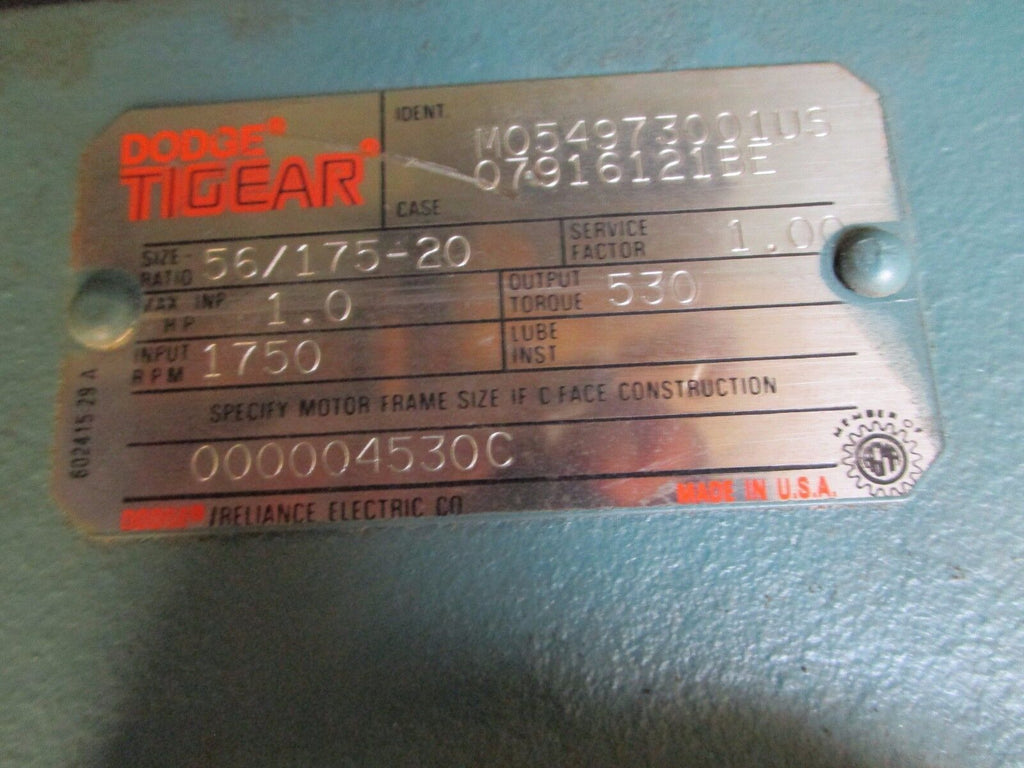 DODGE®
TIGEAR®
IDENT.
M054973001US
07916121BE
CASE
SIZE - RATIO 56/175-20
SERVICE FACTOR 1.00
MAX INP HP 1.0
OUTPUT TORQUE 530
INPUT RPM 1750
LUBE INST
SPECIFY MOTOR FRAME SIZE IF C FACE CONSTRUCTION
000004530C
DODGE® /RELIANCE ELECTRIC CO
MADE IN U.S.A.
MEMBER OF
602415 29 A